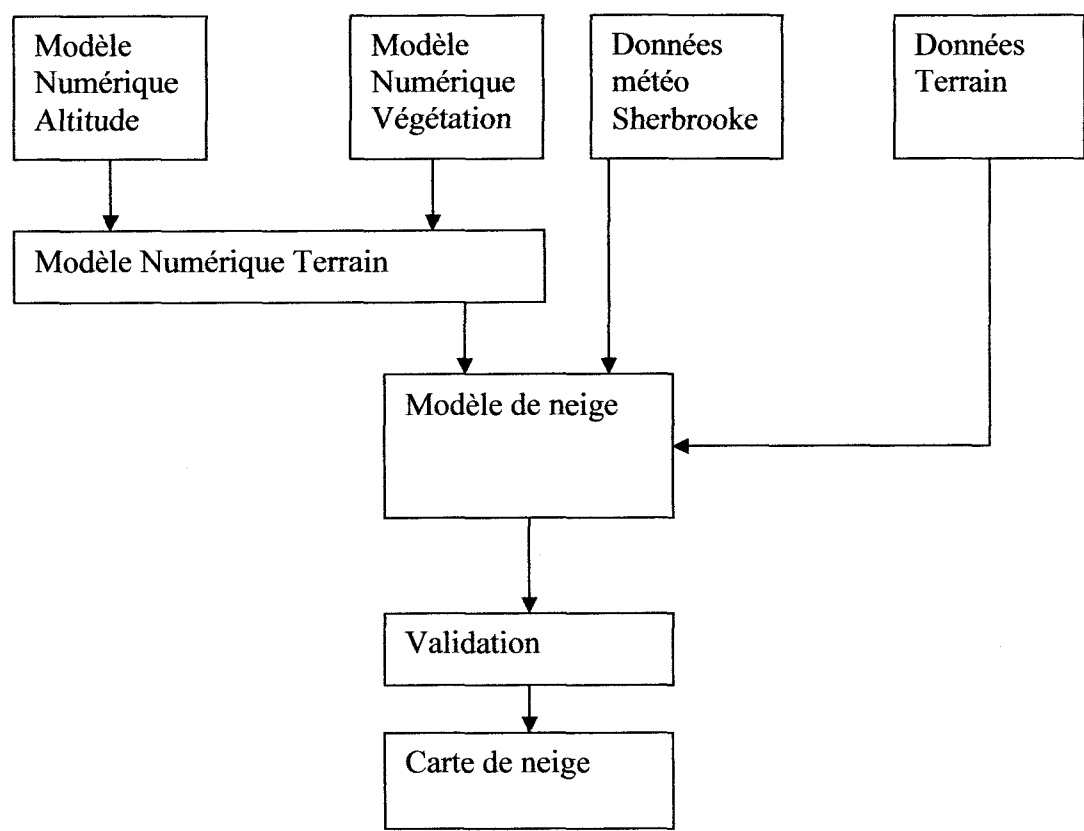 Modèle
Numérique
Altitude
Modèle
Numérique
Végétation
Données
météo
Sherbrooke
Données
Terrain
Modèle Numérique Terrain
Modèle de neige
Validation
Carte de neige